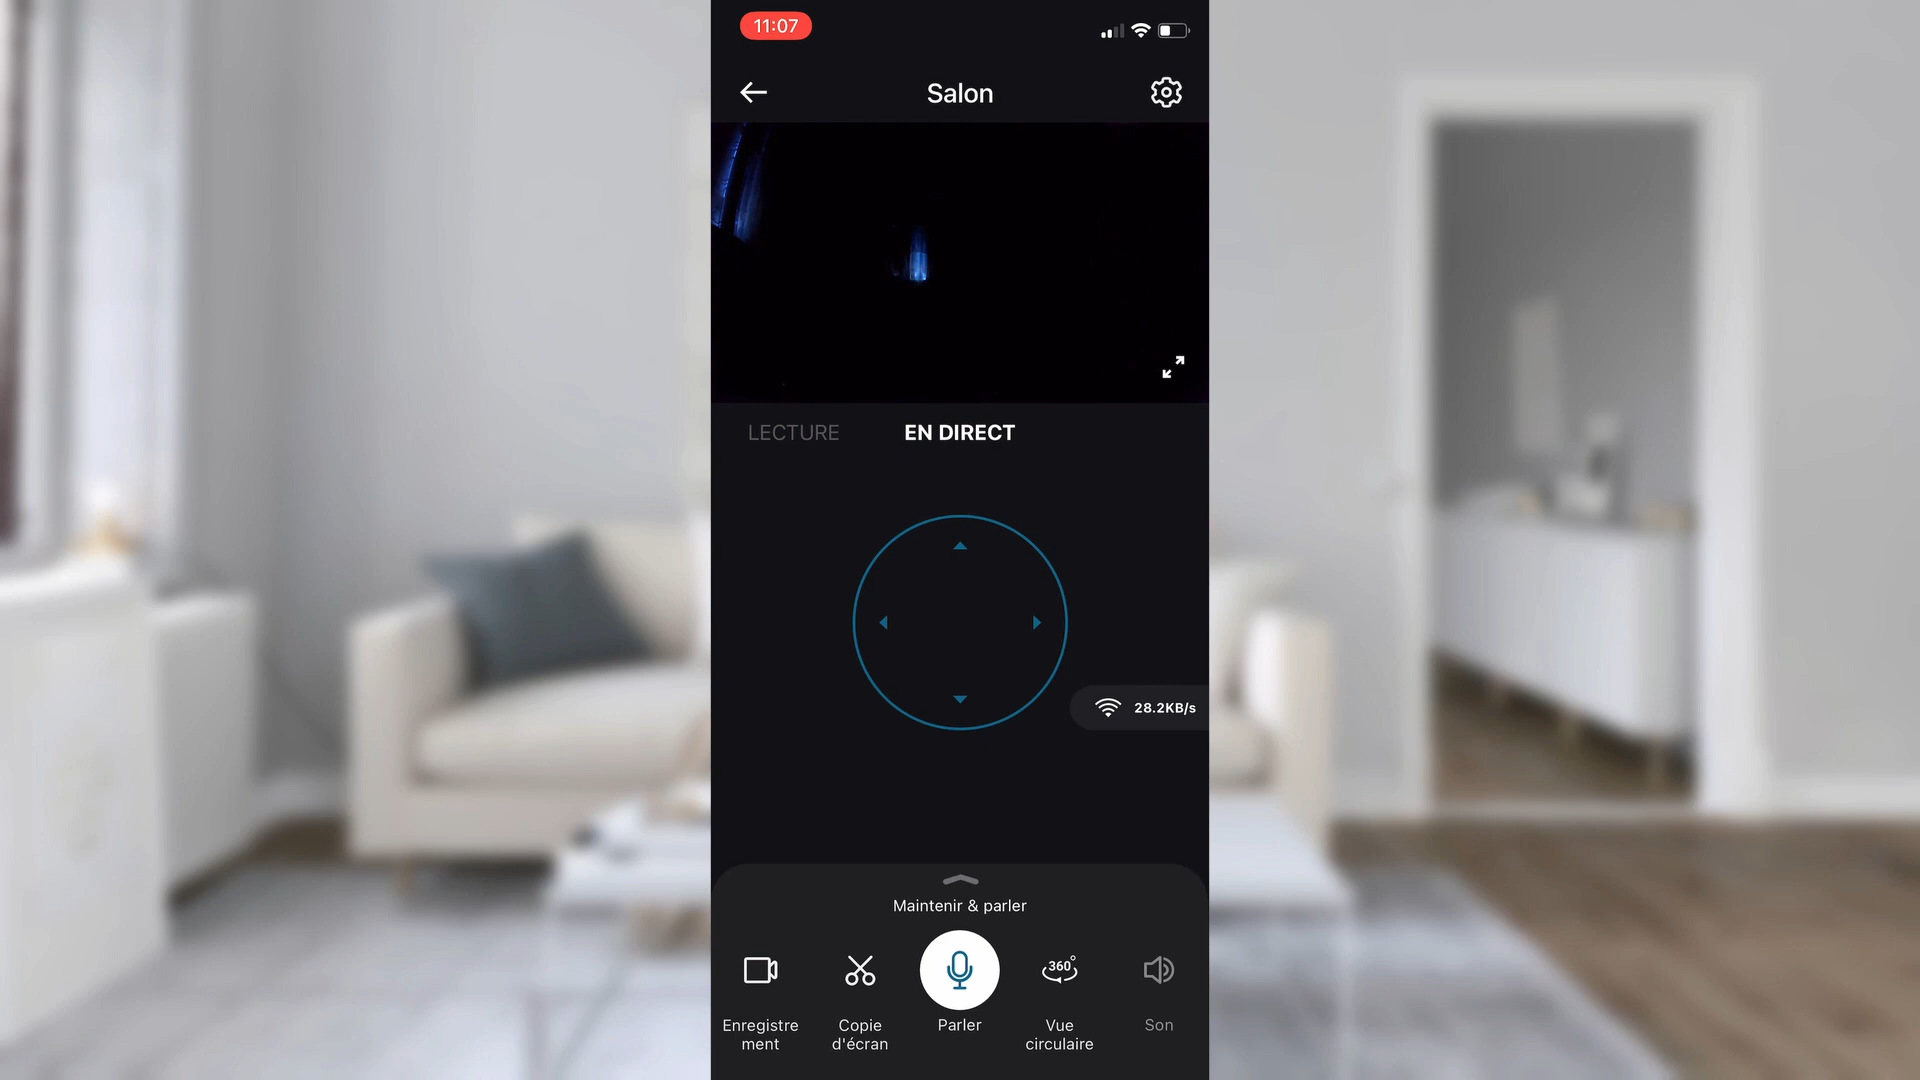 11:07
Salon
LECTURE
EN DIRECT
28.2KB/s
Maintenir & parler
360°
Enregistre
ment
Copie
d'écran
Parler
Vue
circulaire
Son